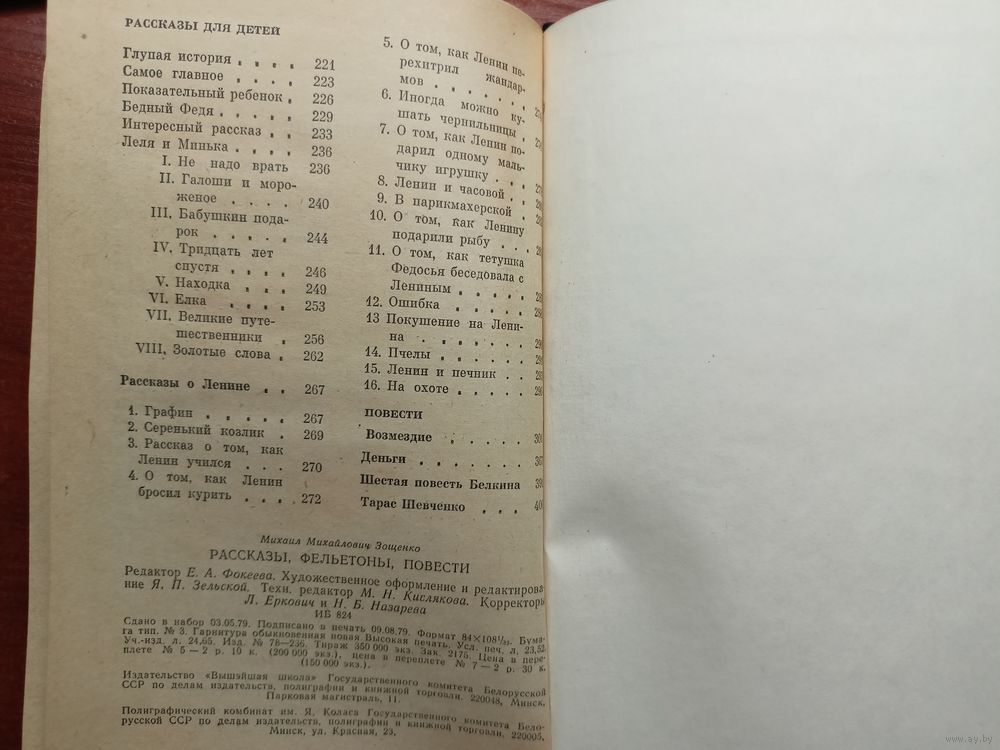 РАССКАЗЫ ДЛЯ ДЕТЕЙ
Глупая история . . . . 221
Самое главное . . . . 223
Показательный ребенок . 226
Бедный Федя . . . . . 229
Интересный рассказ . . 233
Леля и Минька . . . . 236
I. Не надо врать 236
II. Галоши и моро-
женое . . . . 240
III. Бабушкин пода-
рок . . . . . 244
IV. Тридцать лет
спустя . . . . 246
V. Находка . . . 249
VI. Елка . . . . 253
VII. Великие путе-
шественники . 256
VIII. Золотые слова . 262
Рассказы о Ленине . . 267
1. Графин . . . . . 267
2. Серенький козлик . 269
3. Рассказ о том, как
Ленин учился . . . 270
4. О том, как Ленин
бросил курить . . . 272
5. О том, как Ленин пе-
рехитрил жандар-
мов . . . . . . .
6. Иногда можно ку-
шать чернильницы .
7. О том, как Ленин по-
дарил одному маль-
чику игрушку . . .
8. Ленин и часовой . .
9. В парикмахерской .
10. О том, как Ленину
подарили рыбу . . .
11. О том, как тетушка
Федосья беседовала с
Лениным . . . . .
12. Ошибка . . . . .
13 Покушение на Лени-
на . . . . . . .
14. Пчелы . . . . .
15. Ленин и печник . .
16. На охоте . . . . .
ПОВЕСТИ
Возмездие . . . . .
Деньги . . . . . . .
Шестая повесть Белкина
Тарас Шевченко . . .
Михаил Михайлович Зощенко
РАССКАЗЫ, ФЕЛЬЕТОНЫ, ПОВЕСТИ
Редактор Е. А. Фокеева. Художественное оформление и редактирова-
ние Я. П. Зельской. Техн. редактор М. Н. Кислякова. Корректоры
Л. Еркович и Н. Б. Назарева
ИБ 824
Сдано в набор 03.05.79. Подписано в печать 09.08.79. Формат 84×108¹/₃₂. Бума-
га тип. № 3. Гарнитура обыкновенная новая Высокая печать. Усл. печ. л. 23,52.
Уч.-изд. л. 24,65. Изд. № 78—236. Тираж 350 000 экз. Зак. 2175. Цена в пере-
плете № 5 — 2 р. 10 к. (200 000 экз.), цена в переплете № 7 — 2 р. 30 к.
(150 000 экз.).
Издательство «Вышэйшая школа» Государственного комитета Белорусской
ССР по делам издательств, полиграфии и книжной торговли. 220048, Минск,
Парковая магистраль, 11.
Полиграфический комбинат им. Я. Коласа Государственного комитета Бело-
русской ССР по делам издательств, полиграфии и книжной торговли. 220005,
Минск, ул. Красная, 23.
www.ay.by